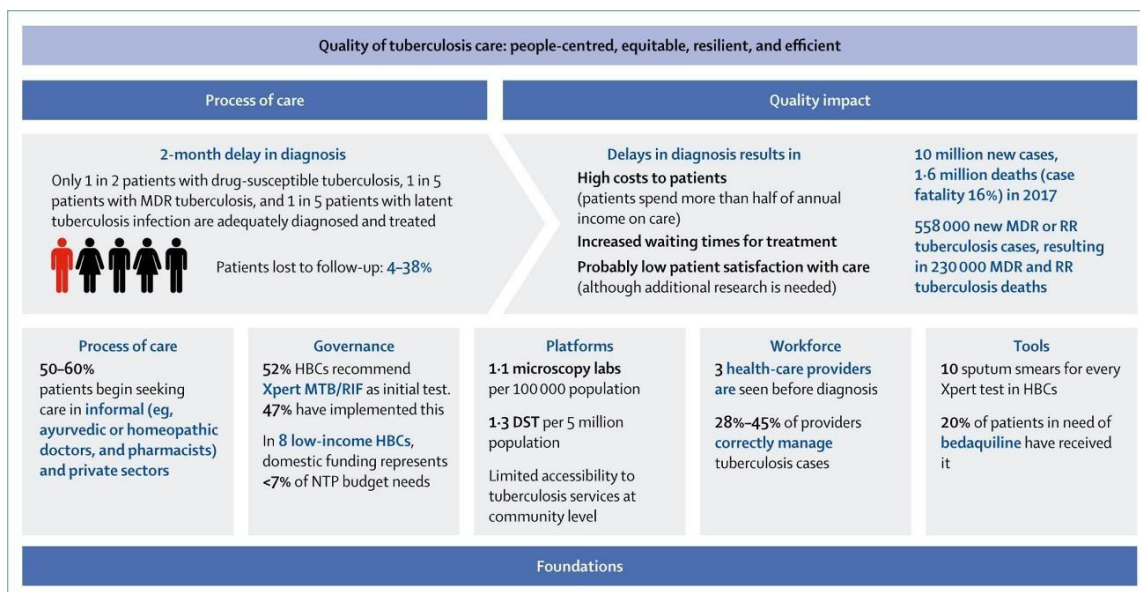 Quality of tuberculosis care: people-centred, equitable, resilient, and efficient
Process of care
Quality impact
2-month delay in diagnosis
Only 1 in 2 patients with drug-susceptible tuberculosis, 1 in 5
patients with MDR tuberculosis, and 1 in 5 patients with latent
tuberculosis infection are adequately diagnosed and treated
Patients lost to follow-up: 4–38%
Delays in diagnosis results in
High costs to patients
(patients spend more than half of annual
income on care)
Increased waiting times for treatment
Probably low patient satisfaction with care
(although additional research is needed)
10 million new cases,
1·6 million deaths (case
fatality 16%) in 2017
558 000 new MDR or RR
tuberculosis cases, resulting
in 230 000 MDR and RR
tuberculosis deaths
Process of care
50–60%
patients begin seeking
care in informal (eg,
ayurvedic or homeopathic
doctors, and pharmacists)
and private sectors
Governance
52% HBCs recommend
Xpert MTB/RIF as initial test.
47% have implemented this
In 8 low-income HBCs,
domestic funding represents
<7% of NTP budget needs
Platforms
1·1 microscopy labs
per 100 000 population
1·3 DST per 5 million
population
Limited accessibility to
tuberculosis services at
community level
Workforce
3 health-care providers
are seen before diagnosis
28%–45% of providers
correctly manage
tuberculosis cases
Tools
10 sputum smears for every
Xpert test in HBCs
20% of patients in need of
bedaquiline have received
it
Foundations